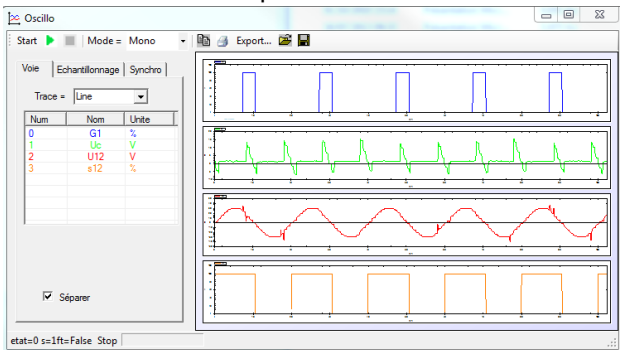 Oscillo
Start Mode = Mono Export...
Voie Echantillonnage Synchro
Trace = Line
Num Nom Unite
0 G1 %
1 Uc V
2 U12 V
3 s12 %
Séparer
etat=0 s=1ft=False Stop